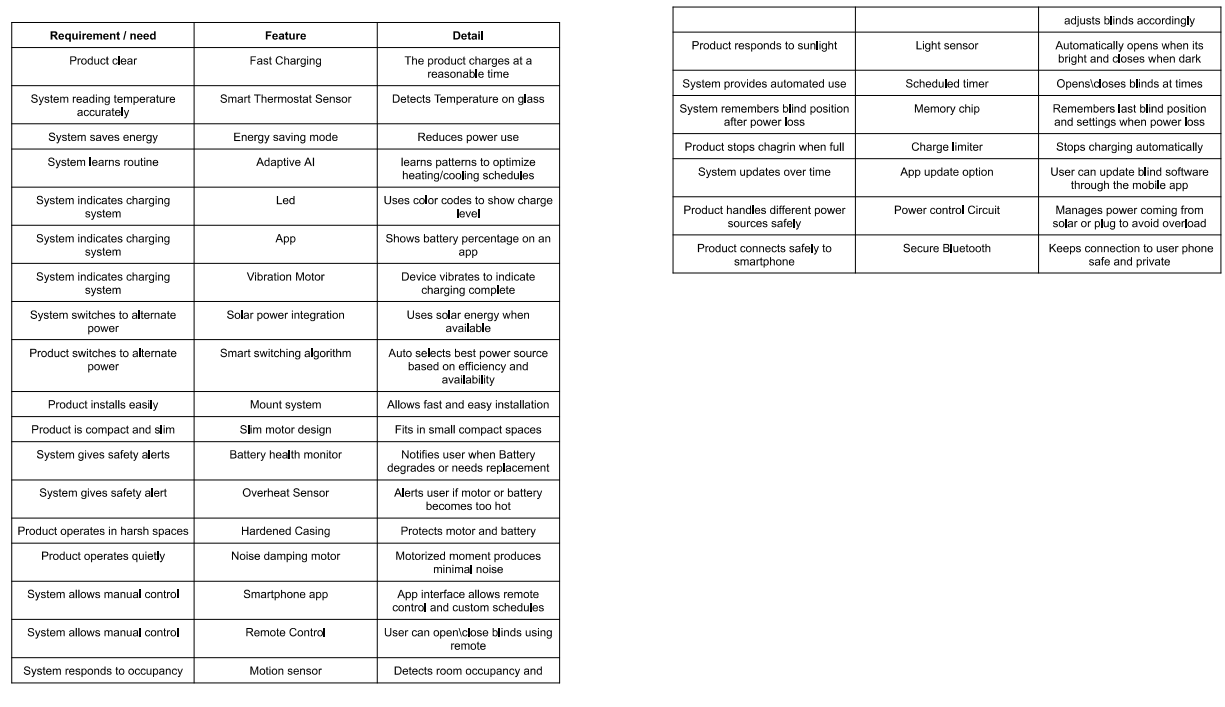 Requirement / need Feature Detail
Product clear Fast Charging The product charges at a
reasonable time
System reading temperature Smart Thermostat Sensor Detects Temperature on glass
accurately
System saves energy Energy saving mode Reduces power use
System learns routine Adaptive AI learns patterns to optimize
heating/cooling schedules
System indicates charging Led Uses color codes to show charge
system level
System indicates charging App Shows battery percentage on an
system app
System indicates charging Vibration Motor Device vibrates to indicate
system charging complete
System switches to alternate Solar power integration Uses solar energy when
power available
Product switches to alternate Smart switching algorithm Auto selects best power source
power based on efficiency and
availability
Product installs easily Mount system Allows fast and easy installation
Product is compact and slim Slim motor design Fits in small compact spaces
System gives safety alerts Battery health monitor Notifies user when Battery
degrades or needs replacement
System gives safety alert Overheat Sensor Alerts user if motor or battery
becomes too hot
Product operates in harsh spaces Hardened Casing Protects motor and battery
Product operates quietly Noise damping motor Motorized moment produces
minimal noise
System allows manual control Smartphone app App interface allows remote
control and custom schedules
System allows manual control Remote Control User can open\close blinds using
remote
System responds to occupancy Motion sensor Detects room occupancy and
adjusts blinds accordingly
Product responds to sunlight Light sensor Automatically opens when its
bright and closes when dark
System provides automated use Scheduled timer Opens\closes blinds at times
System remembers blind position Memory chip Remembers last blind position
after power loss and settings when power loss
Product stops chagrin when full Charge limiter Stops charging automatically
System updates over time App update option User can update blind software
through the mobile app
Product handles different power Power control Circuit Manages power coming from
sources safely solar or plug to avoid overload
Product connects safely to Secure Bluetooth Keeps connection to user phone
smartphone safe and private